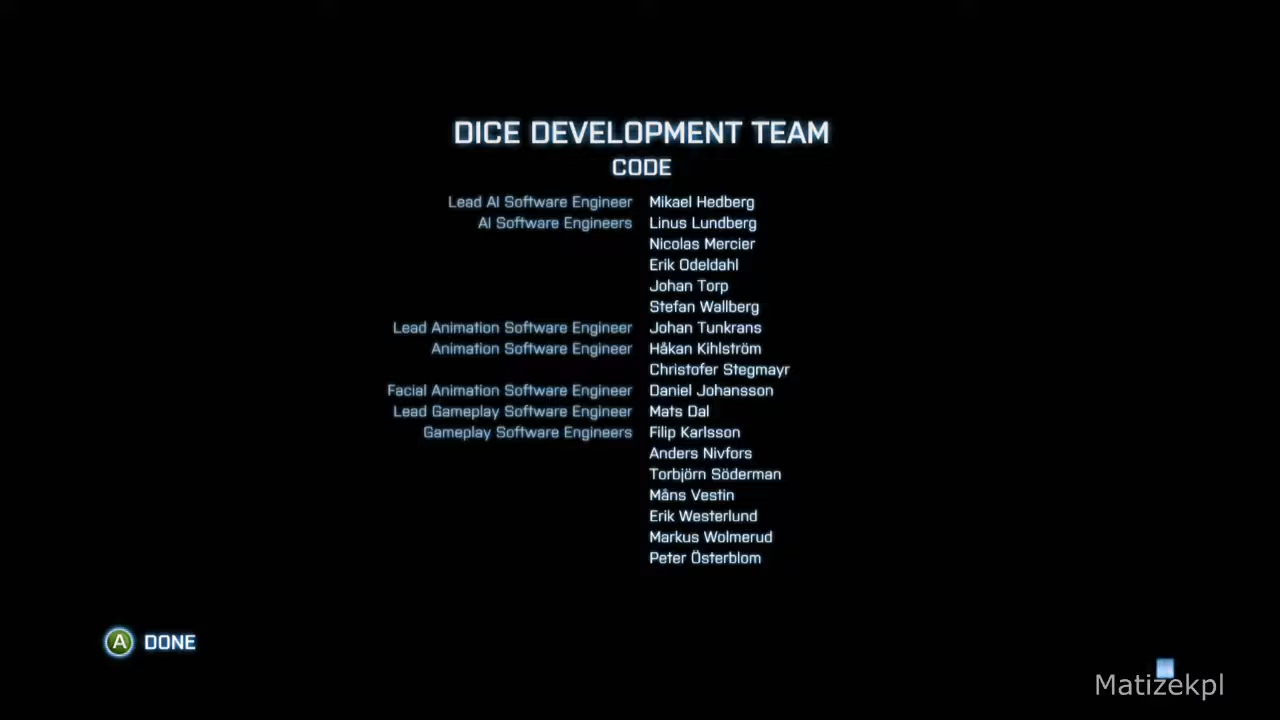 DICE DEVELOPMENT TEAM
CODE
Lead AI Software Engineer Mikael Hedberg
AI Software Engineers Linus Lundberg
Nicolas Mercier
Erik Odeldahl
Johan Torp
Stefan Wallberg
Lead Animation Software Engineer Johan Tunkrans
Animation Software Engineer Håkan Kihlström
Christofer Stegmayr
Facial Animation Software Engineer Daniel Johansson
Lead Gameplay Software Engineer Mats Dal
Gameplay Software Engineers Filip Karlsson
Anders Nivfors
Torbjörn Söderman
Måns Vestin
Erik Westerlund
Markus Wolmerud
Peter Österblom
A DONE
Matizekpl